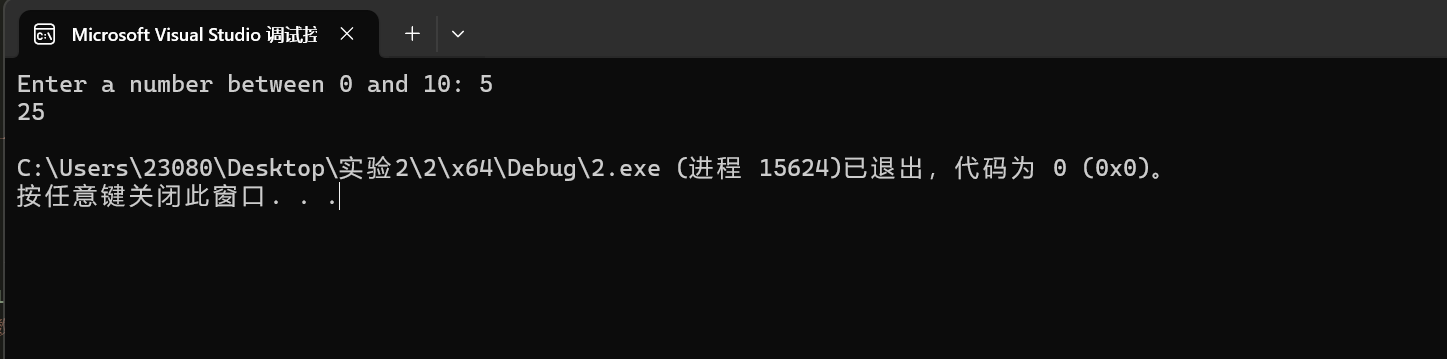 Microsoft Visual Studio 调试控
Enter a number between 0 and 10: 5
25
C:\Users\23080\Desktop\实验2\2\x64\Debug\2.exe (进程 15624)已退出，代码为 0 (0x0)。
按任意键关闭此窗口. . .